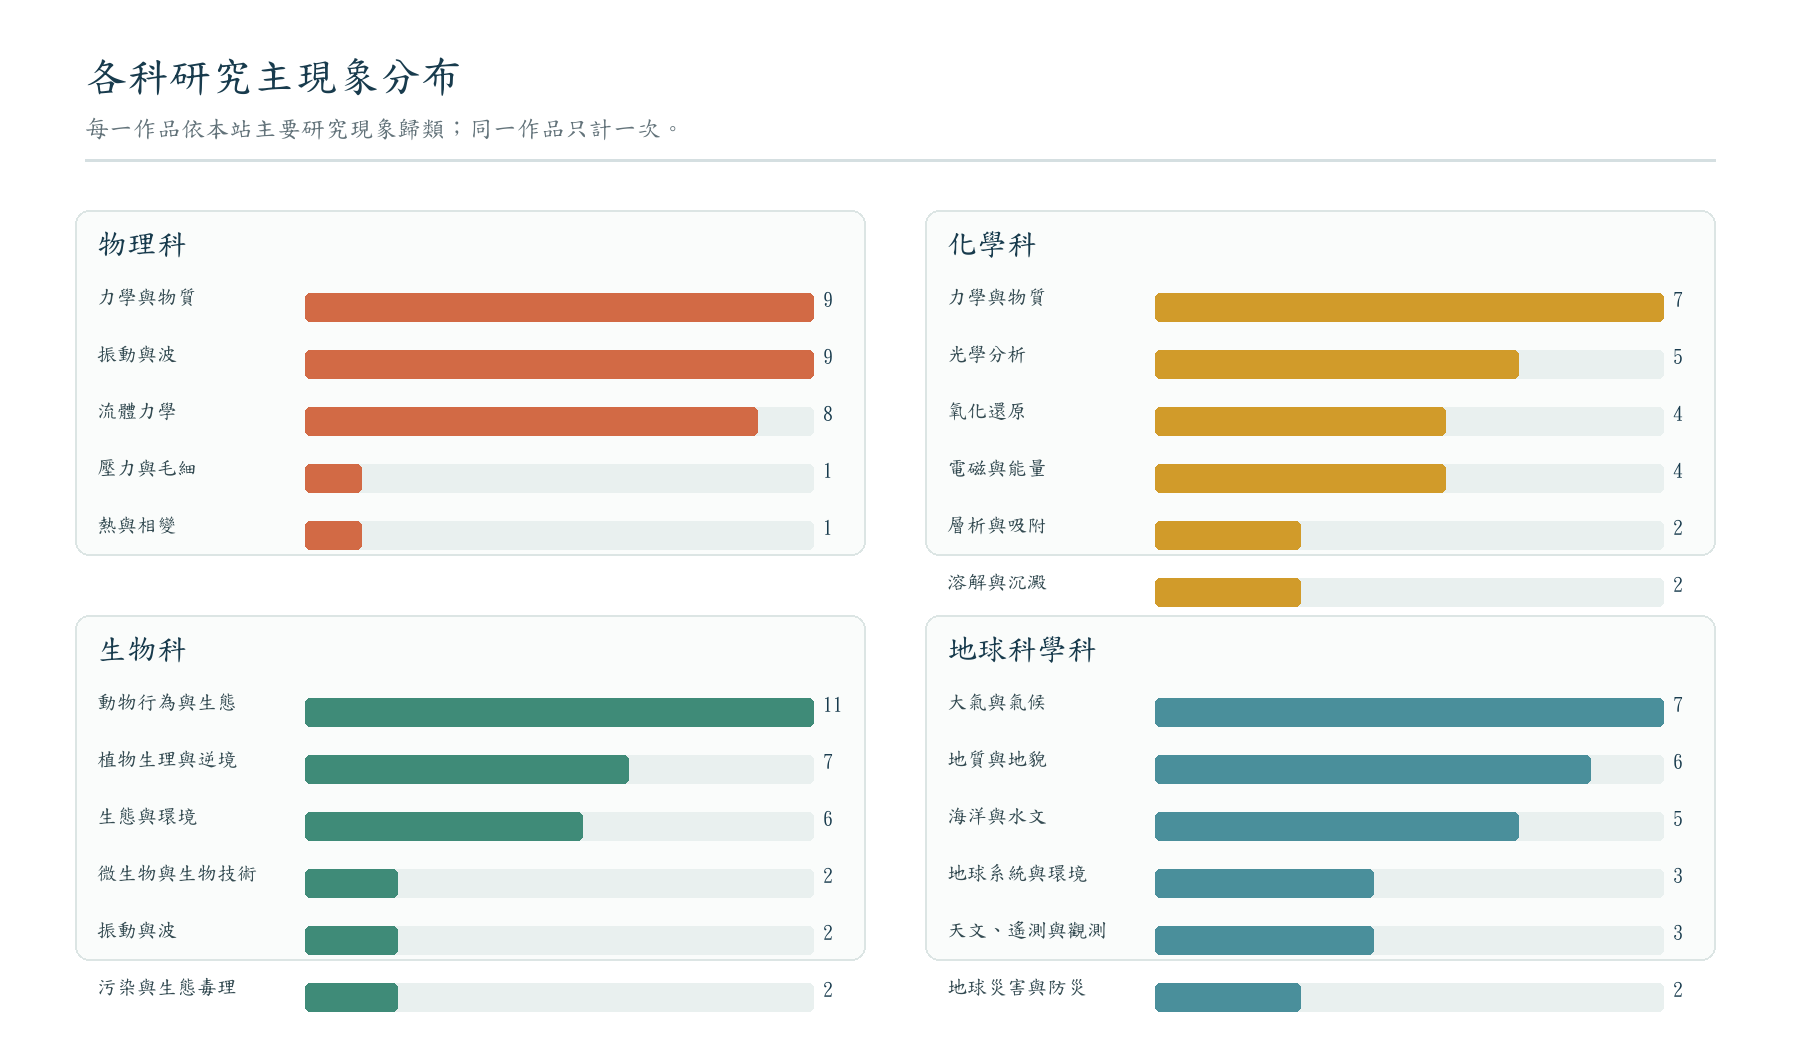 各科研究主現象分布
每一作品依本站主要研究現象歸類；同一作品只計一次。
物理科
力學與物質 9
振動與波 9
流體力學 8
壓力與毛細 1
熱與相變 1
化學科
力學與物質 7
光學分析 5
氧化還原 4
電磁與能量 4
層析與吸附 2
溶解與沉澱 2
生物科
動物行為與生態 11
植物生理與逆境 7
生態與環境 6
微生物與生物技術 2
振動與波 2
污染與生態毒理 2
地球科學科
大氣與氣候 7
地質與地貌 6
海洋與水文 5
地球系統與環境 3
天文、遙測與觀測 3
地球災害與防災 2